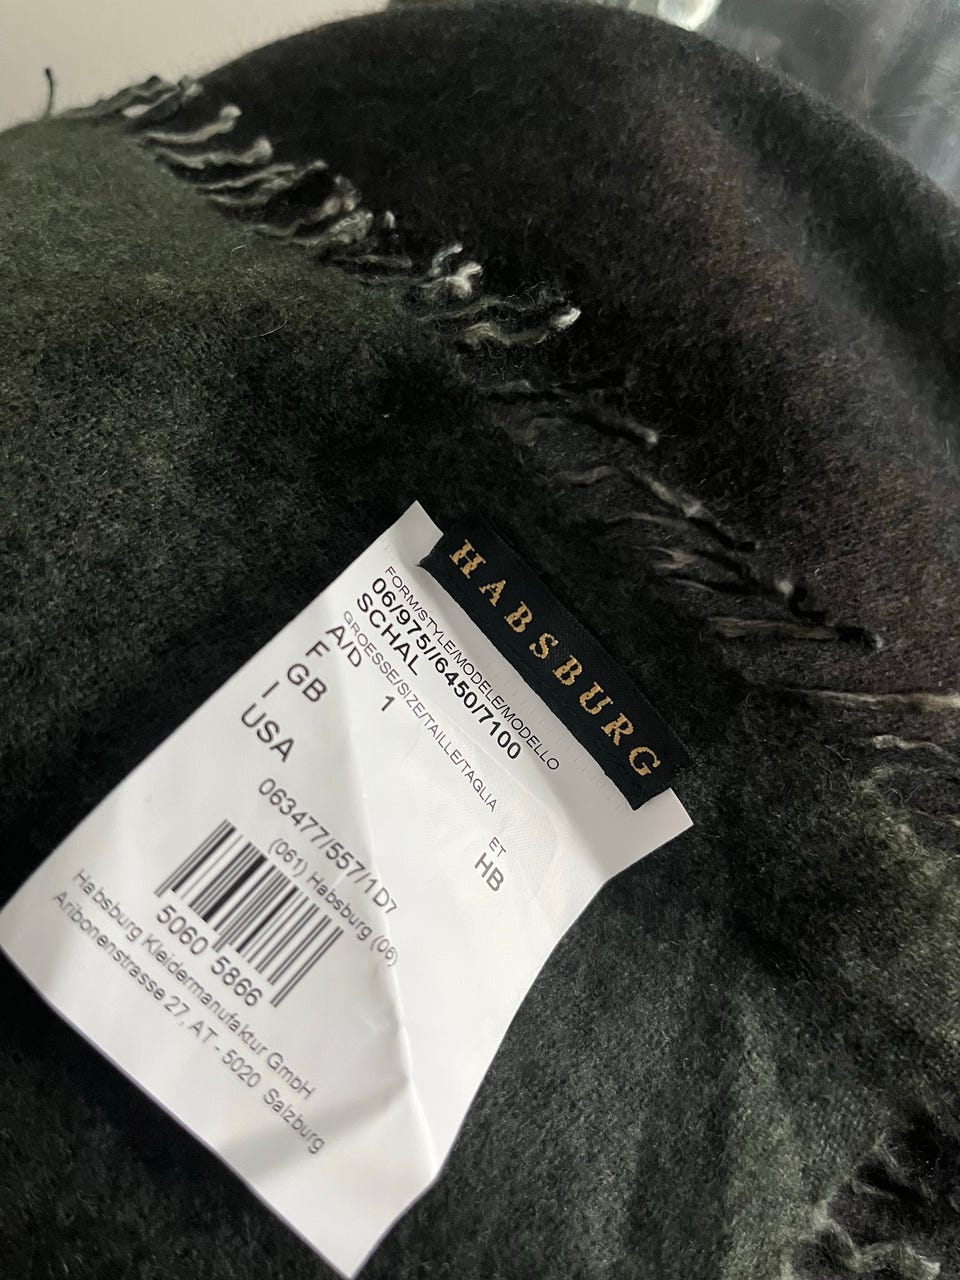 HABSBURG
FORM/STYLE/MODELE/MODELLO
06/975//6450/7100
SCHAL
GROESSE/SIZE/TAILLE/TAGLIA ET
A/D 1 HB
F
GB
I
USA
063477/557/1D7
(061) Habsburg (06)
5060 5866
Habsburg Kleidermanufaktur GmbH
Aribonenstrasse 27, AT - 5020 Salzburg